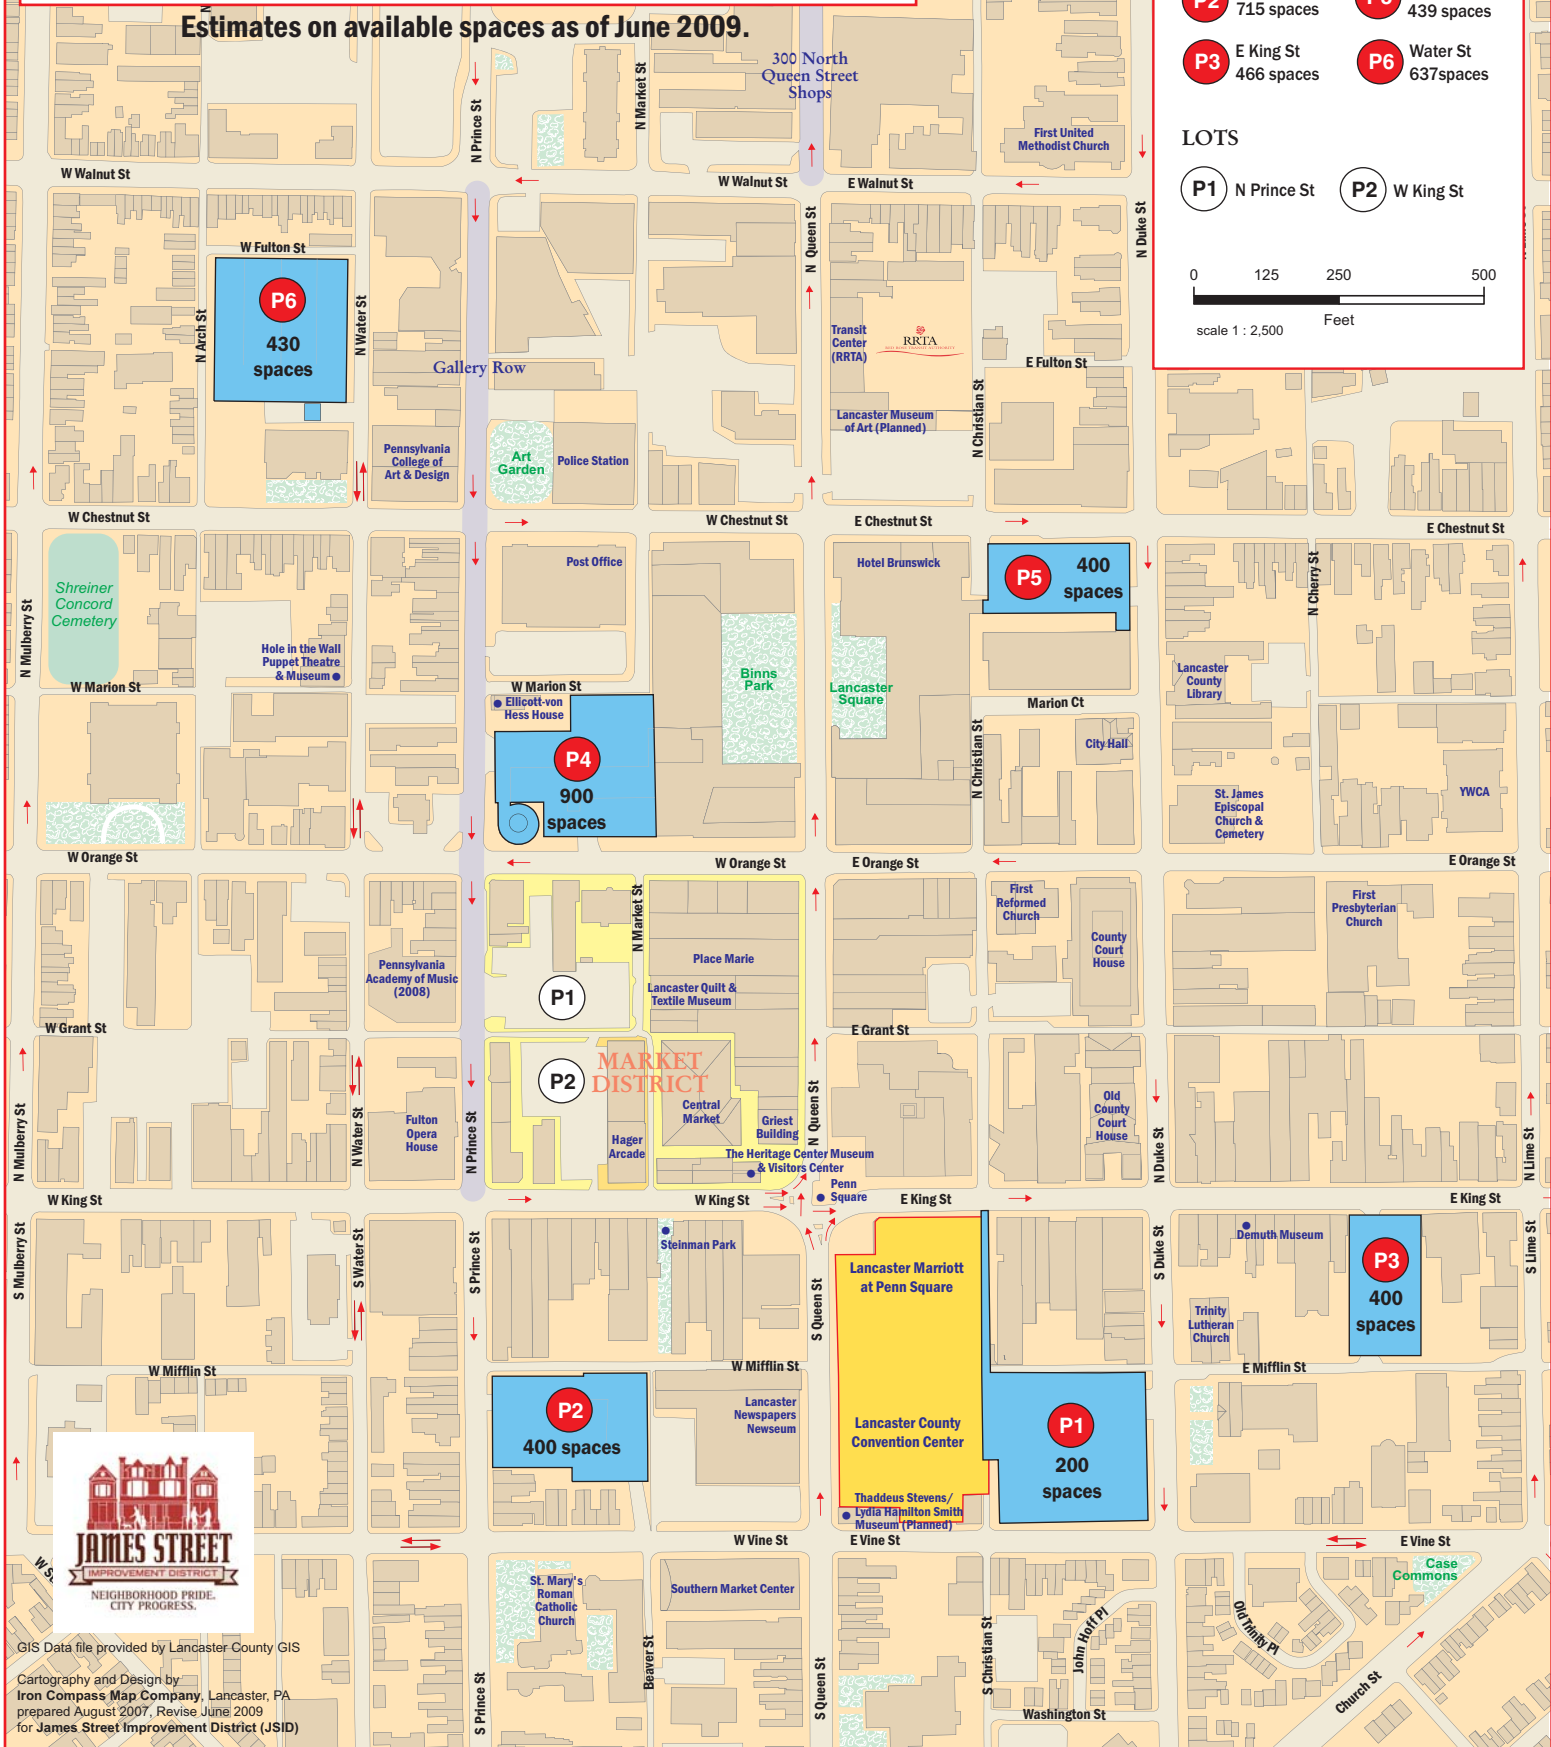 Estimates on available spaces as of June 2009.
P2
715 spaces
439 spaces
P3
E King St
466 spaces
P6
Water St
637spaces
LOTS
P1
N Prince St
P2
W King St
0
125
250
500
Feet
scale 1 : 2,500
300 North
Queen Street
Shops
N Prince St
N Market St
First United
Methodist Church
W Walnut St
W Walnut St
E Walnut St
N Queen St
N Duke St
W Fulton St
P6
430
spaces
N Arch St
N Water St
Gallery Row
Transit
Center
(RRTA)
RRTA
E Fulton St
N Christian St
Lancaster Museum
of Art (Planned)
Pennsylvania
College of
Art & Design
Art
Garden
Police Station
W Chestnut St
W Chestnut St
E Chestnut St
E Chestnut St
Post Office
Hotel Brunswick
P5
400
spaces
N Cherry St
Shreiner
Concord
Cemetery
N Mulberry St
Hole in the Wall
Puppet Theatre
& Museum
W Marion St
W Marion St
Ellicott-von
Hess House
Binns
Park
Lancaster
Square
Lancaster
County
Library
Marion Ct
N Christian St
City Hall
P4
900
spaces
St. James
Episcopal
Church &
Cemetery
YWCA
W Orange St
W Orange St
E Orange St
E Orange St
N Market St
First
Reformed
Church
First
Presbyterian
Church
County
Court
House
Place Marie
Pennsylvania
Academy of Music
(2008)
P1
Lancaster Quilt &
Textile Museum
W Grant St
E Grant St
P2
MARKET
DISTRICT
Central
Market
Griest
Building
Hager
Arcade
Fulton
Opera
House
Old
County
Court
House
N Mulberry St
N Water St
N Prince St
N Queen St
N Duke St
N Lime St
The Heritage Center Museum
& Visitors Center
Penn
Square
W King St
W King St
E King St
E King St
S Mulberry St
S Water St
S Prince St
Steinman Park
S Queen St
Lancaster Marriott
at Penn Square
S Duke St
Demuth Museum
P3
400
spaces
Trinity
Lutheran
Church
S Lime St
W Mifflin St
W Mifflin St
E Mifflin St
P2
400 spaces
Lancaster
Newspapers
Newseum
Lancaster County
Convention Center
P1
200
spaces
Thaddeus Stevens/
Lydia Hamilton Smith
Museum (Planned)
W Vine St
E Vine St
E Vine St
JAMES STREET
IMPROVEMENT DISTRICT
NEIGHBORHOOD PRIDE.
CITY PROGRESS.
St. Mary's
Roman
Catholic
Church
Southern Market Center
Case
Commons
Old Trinity Pl
John Hoff Pl
S Christian St
Beaver St
S Prince St
S Queen St
Church St
Washington St
GIS Data file provided by Lancaster County GIS
Cartography and Design by
Iron Compass Map Company, Lancaster, PA
prepared August 2007, Revise June 2009
for James Street Improvement District (JSID)